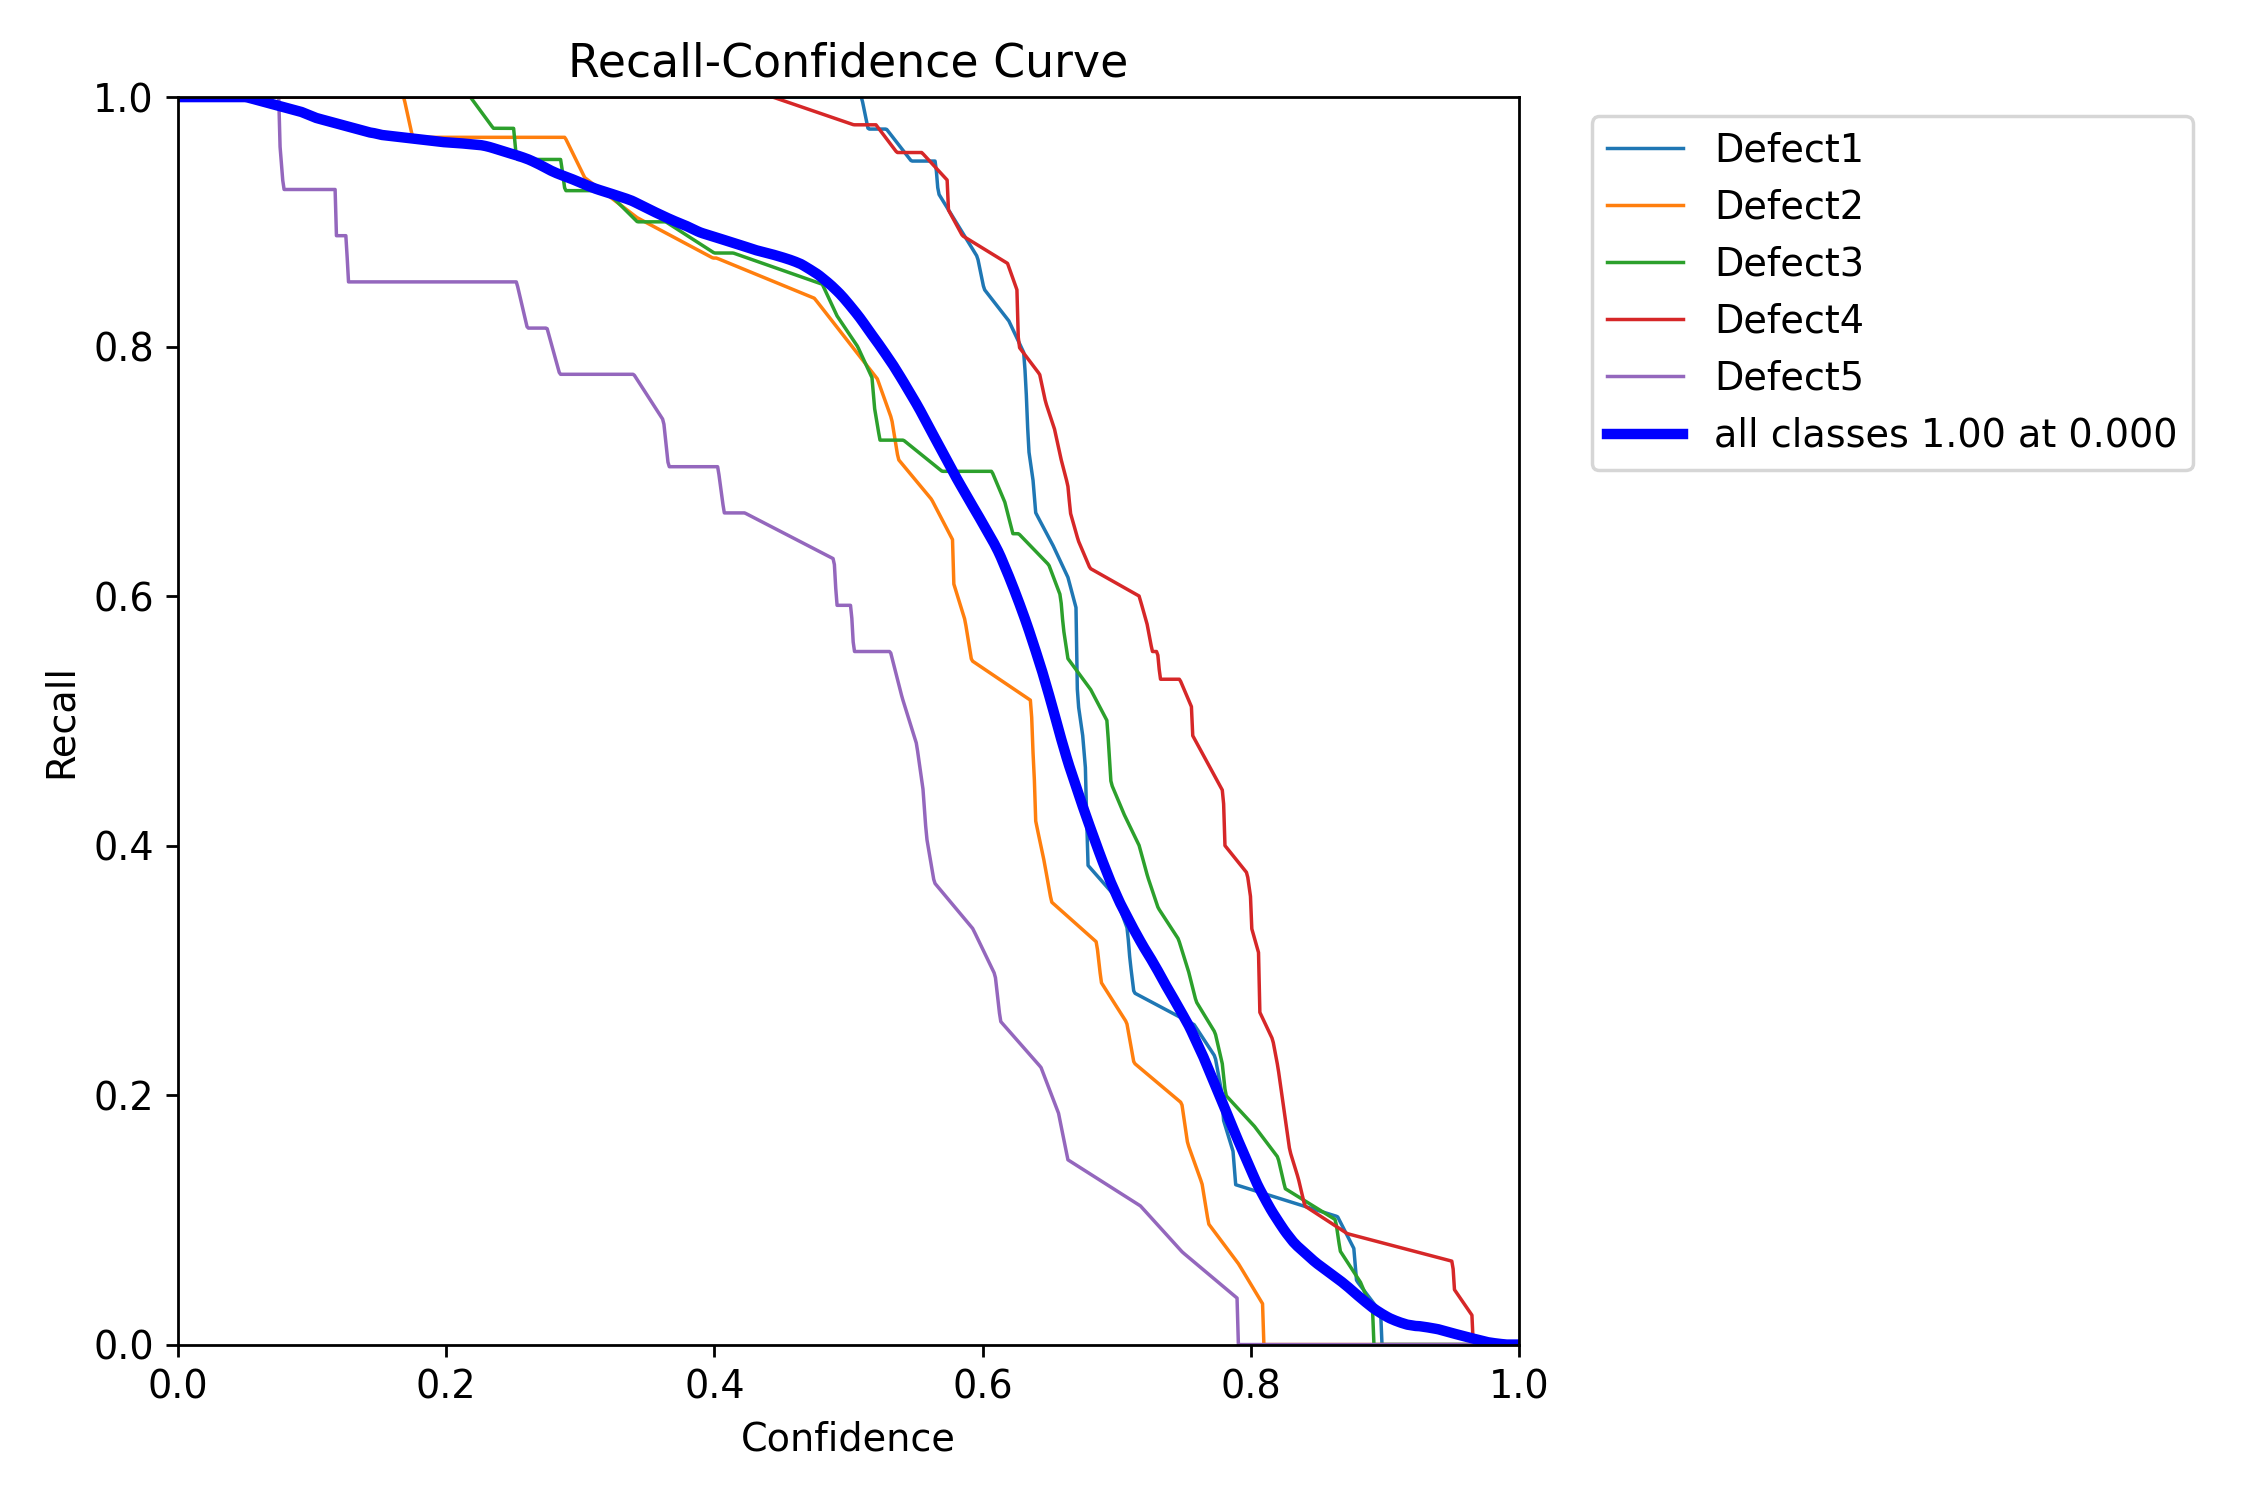 Recall-Confidence Curve
1.0
0.8
0.6
0.4
0.2
0.0
Recall
0.0 0.2 0.4 0.6 0.8 1.0
Confidence
Defect1
Defect2
Defect3
Defect4
Defect5
all classes 1.00 at 0.000